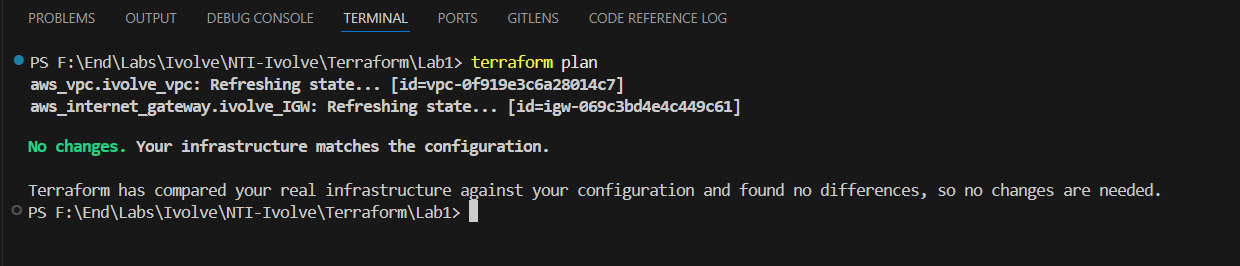 PROBLEMS OUTPUT DEBUG CONSOLE TERMINAL PORTS GITLENS CODE REFERENCE LOG
PS F:\End\Labs\Ivolve\NTI-Ivolve\Terraform\Lab1> terraform plan
aws_vpc.ivolve_vpc: Refreshing state... [id=vpc-0f919e3c6a28014c7]
aws_internet_gateway.ivolve_IGW: Refreshing state... [id=igw-069c3bd4e4c449c61]
No changes. Your infrastructure matches the configuration.
Terraform has compared your real infrastructure against your configuration and found no differences, so no changes are needed.
PS F:\End\Labs\Ivolve\NTI-Ivolve\Terraform\Lab1>